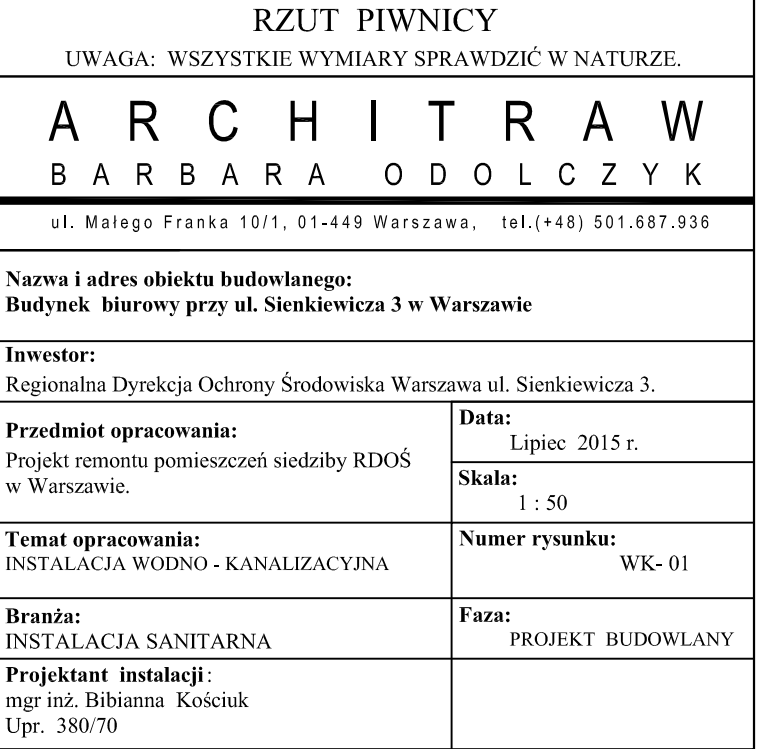 RZUT PIWNICY
UWAGA: WSZYSTKIE WYMIARY SPRAWDZIĆ W NATURZE.
ARCHITRAW
BARBARA ODOLCZYK
ul. Małego Franka 10/1, 01-449 Warszawa, tel.(+48) 501.687.936
Nazwa i adres obiektu budowlanego:
Budynek biurowy przy ul. Sienkiewicza 3 w Warszawie
Inwestor:
Regionalna Dyrekcja Ochrony Środowiska Warszawa ul. Sienkiewicza 3.
Przedmiot opracowania:
Projekt remontu pomieszczeń siedziby RDOŚ
w Warszawie.
Data:
Lipiec 2015 r.
Skala:
1 : 50
Temat opracowania:
INSTALACJA WODNO - KANALIZACYJNA
Numer rysunku:
WK- 01
Branża:
INSTALACJA SANITARNA
Faza:
PROJEKT BUDOWLANY
Projektant instalacji :
mgr inż. Bibianna Kościuk
Upr. 380/70